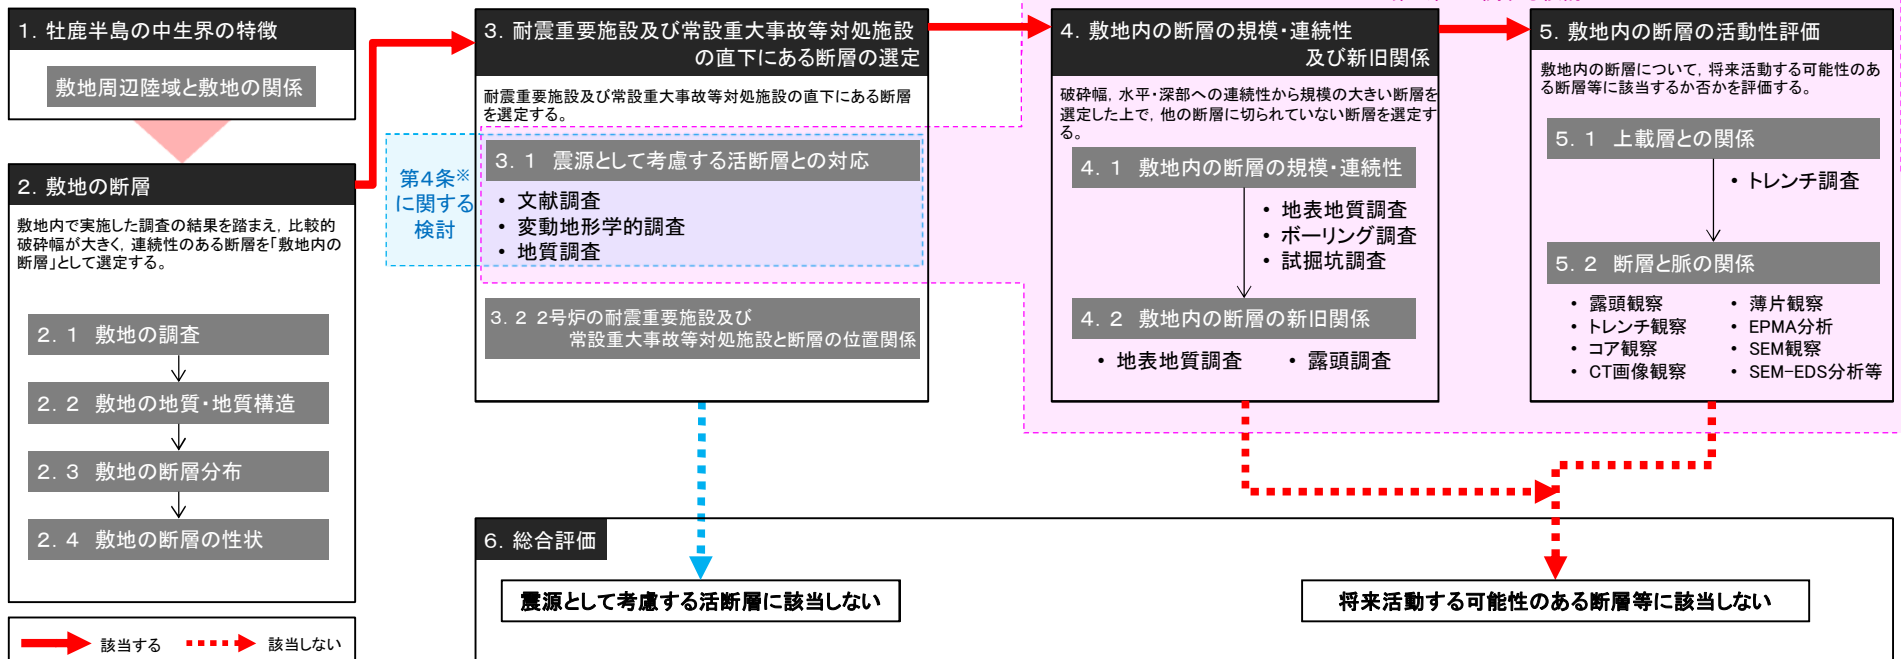 1. 牡鹿半島の中生界の特徴
敷地周辺陸域と敷地の関係
2. 敷地の断層
敷地内で実施した調査の結果を踏まえ, 比較的
破砕幅が大きく, 連続性のある断層を「敷地内の
断層」として選定する。
2. 1 敷地の調査
2. 2 敷地の地質・地質構造
2. 3 敷地の断層分布
2. 4 敷地の断層の性状
該当する
該当しない
3. 耐震重要施設及び常設重大事故等対処施設
の直下にある断層の選定
耐震重要施設及び常設重大事故等対処施設の直下にある断層
を選定する。
第4条※
に関する
検討
3. 1 震源として考慮する活断層との対応
• 文献調査
• 変動地形学的調査
• 地質調査
3. 2 2号炉の耐震重要施設及び
常設重大事故等対処施設と断層の位置関係
4. 敷地内の断層の規模・連続性
及び新旧関係
破砕幅, 水平・深部への連続性から規模の大きい断層を
選定した上で, 他の断層に切られていない断層を選定す
る。
4. 1 敷地内の断層の規模・連続性
• 地表地質調査
• ボーリング調査
• 試掘坑調査
4. 2 敷地内の断層の新旧関係
• 地表地質調査 • 露頭調査
5. 敷地内の断層の活動性評価
敷地内の断層について, 将来活動する可能性のあ
る断層等に該当するか否かを評価する。
5. 1 上載層との関係
• トレンチ調査
5. 2 断層と脈の関係
• 露頭観察 • 薄片観察
• トレンチ観察 • EPMA分析
• コア観察 • SEM観察
• CT画像観察 • SEM-EDS分析等
6. 総合評価
震源として考慮する活断層に該当しない
将来活動する可能性のある断層等に該当しない